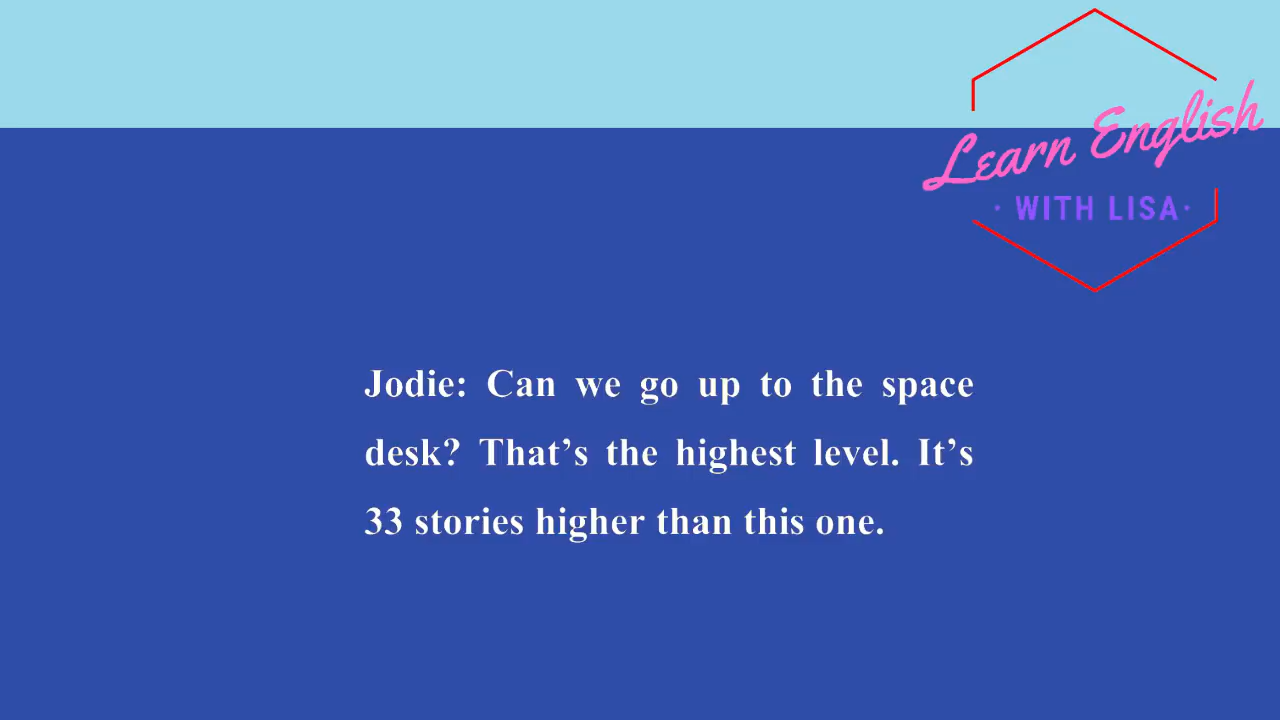 Learn English
· WITH LISA·
Jodie: Can we go up to the space
desk? That’s the highest level. It’s
33 stories higher than this one.